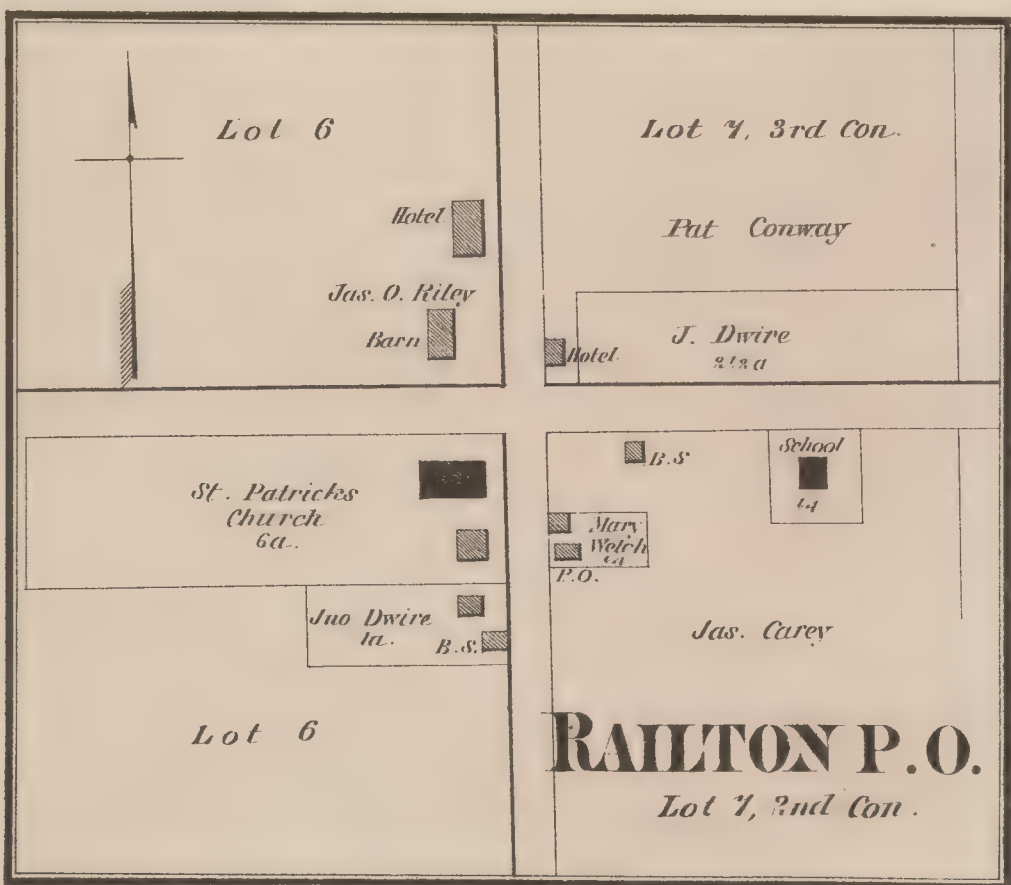 Lot 6
Hotel
Jas. O. Riley
Barn
Lot 7, 3rd Con.
Pat Conway
J. Dwire
Hotel
St. Patricks
Church
6a.
Jno Dwire
1a.
B.S.
Lot 6
B.S
School
Mary
Welch
P.O.
Jas. Carey
RAILTON P.O.
Lot 7, 2nd Con.